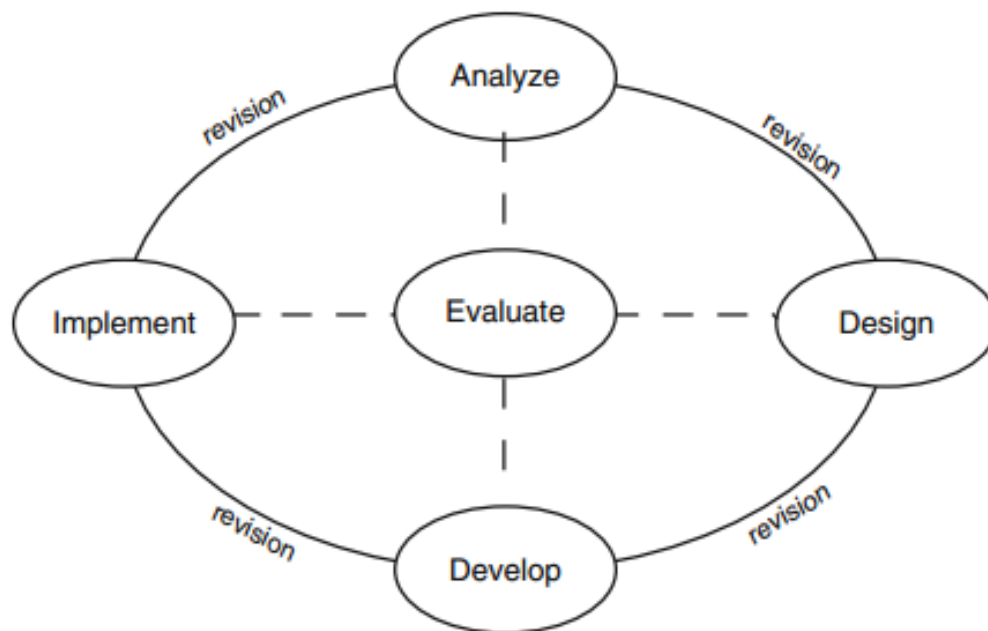 Analyze
revision
revision
Implement
Evaluate
Design
revision
revision
Develop